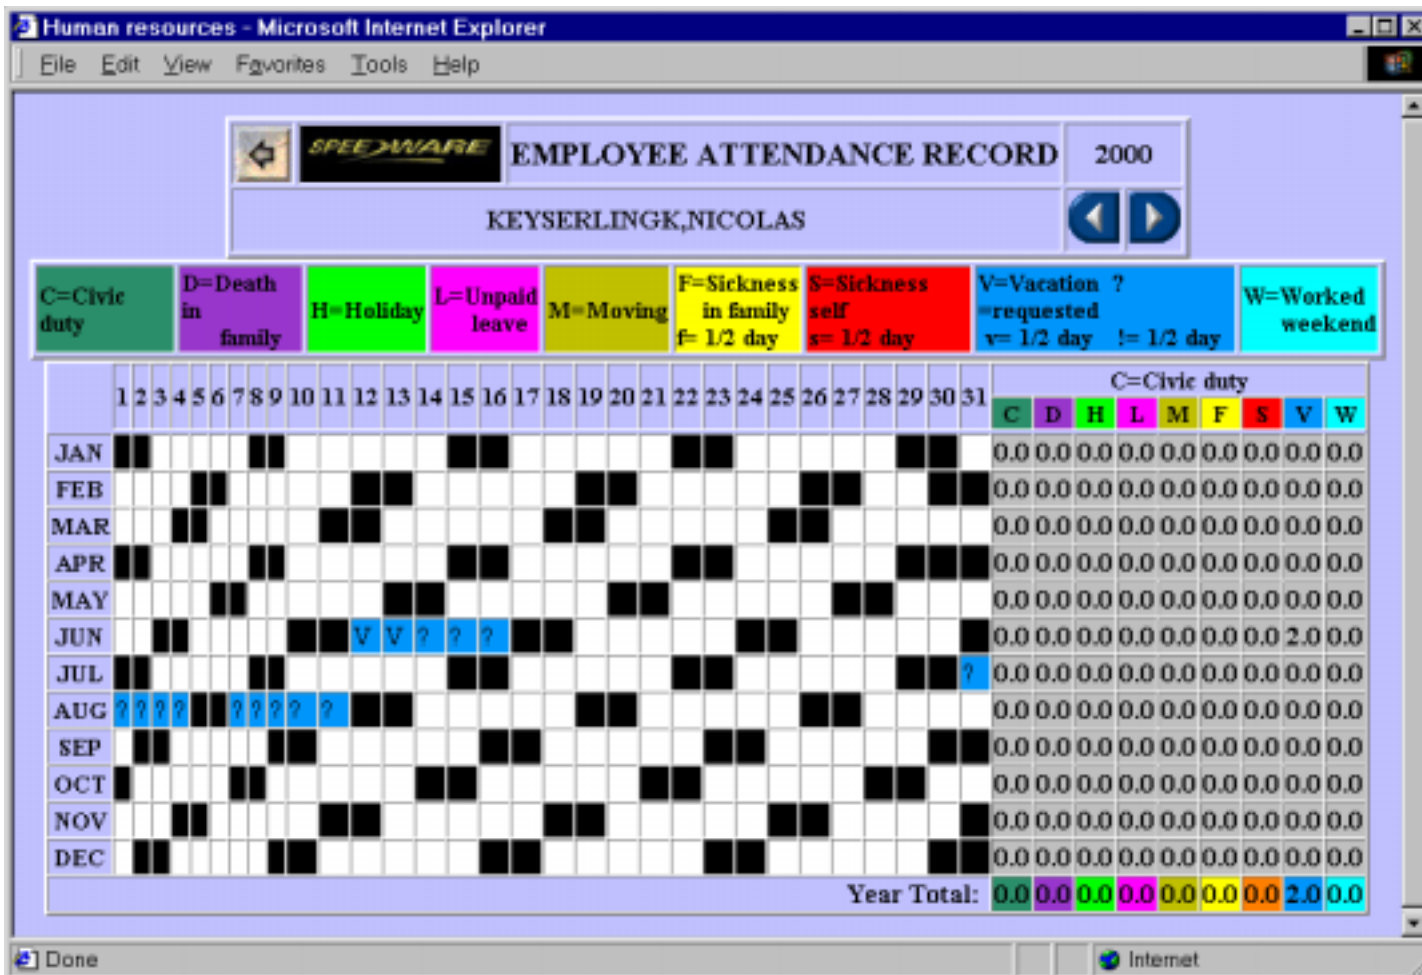 Human resources - Microsoft Internet Explorer
File Edit View Favorites Tools Help
SPEEDWARE EMPLOYEE ATTENDANCE RECORD 2000
KEYSERLINGK,NICOLAS
C=Civic duty
D=Death in family
H=Holiday
L=Unpaid leave
M=Moving
F=Sickness in family
f= 1/2 day
S=Sickness self
s= 1/2 day
V=Vacation ?
=requested
v= 1/2 day != 1/2 day
W=Worked weekend
C=Civic duty
1 2 3 4 5 6 7 8 9 10 11 12 13 14 15 16 17 18 19 20 21 22 23 24 25 26 27 28 29 30 31 C D H L M F S V W
JAN 0.0 0.0 0.0 0.0 0.0 0.0 0.0 0.0 0.0
FEB 0.0 0.0 0.0 0.0 0.0 0.0 0.0 0.0 0.0
MAR 0.0 0.0 0.0 0.0 0.0 0.0 0.0 0.0 0.0
APR 0.0 0.0 0.0 0.0 0.0 0.0 0.0 0.0 0.0
MAY 0.0 0.0 0.0 0.0 0.0 0.0 0.0 0.0 0.0
JUN V V ? ? ? 0.0 0.0 0.0 0.0 0.0 0.0 0.0 2.0 0.0
JUL ? 0.0 0.0 0.0 0.0 0.0 0.0 0.0 0.0 0.0
AUG ? ? ? ? ? ? ? ? ? 0.0 0.0 0.0 0.0 0.0 0.0 0.0 0.0 0.0
SEP 0.0 0.0 0.0 0.0 0.0 0.0 0.0 0.0 0.0
OCT 0.0 0.0 0.0 0.0 0.0 0.0 0.0 0.0 0.0
NOV 0.0 0.0 0.0 0.0 0.0 0.0 0.0 0.0 0.0
DEC 0.0 0.0 0.0 0.0 0.0 0.0 0.0 0.0 0.0
Year Total: 0.0 0.0 0.0 0.0 0.0 0.0 0.0 2.0 0.0
Done Internet